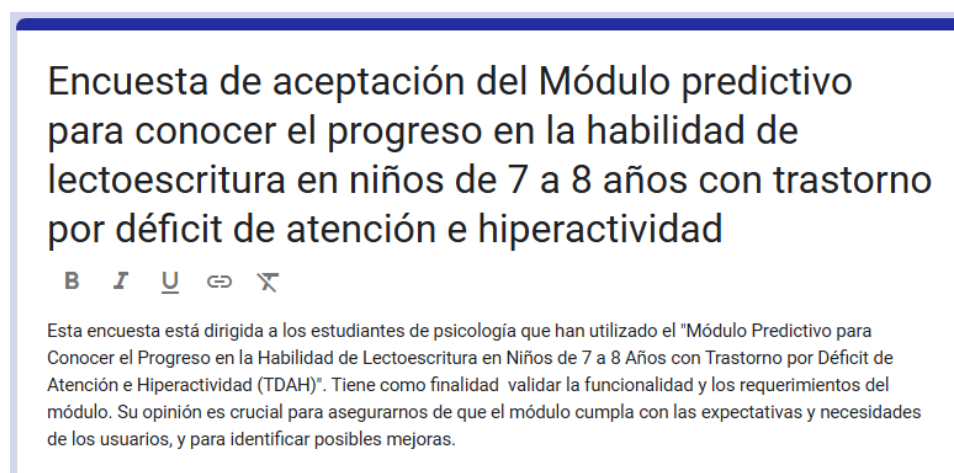 Encuesta de aceptación del Módulo predictivo
para conocer el progreso en la habilidad de
lectoescritura en niños de 7 a 8 años con trastorno
por déficit de atención e hiperactividad
B I U
Esta encuesta está dirigida a los estudiantes de psicología que han utilizado el "Módulo Predictivo para
Conocer el Progreso en la Habilidad de Lectoescritura en Niños de 7 a 8 Años con Trastorno por Déficit de
Atención e Hiperactividad (TDAH)". Tiene como finalidad  validar la funcionalidad y los requerimientos del
módulo. Su opinión es crucial para asegurarnos de que el módulo cumpla con las expectativas y necesidades
de los usuarios, y para identificar posibles mejoras.